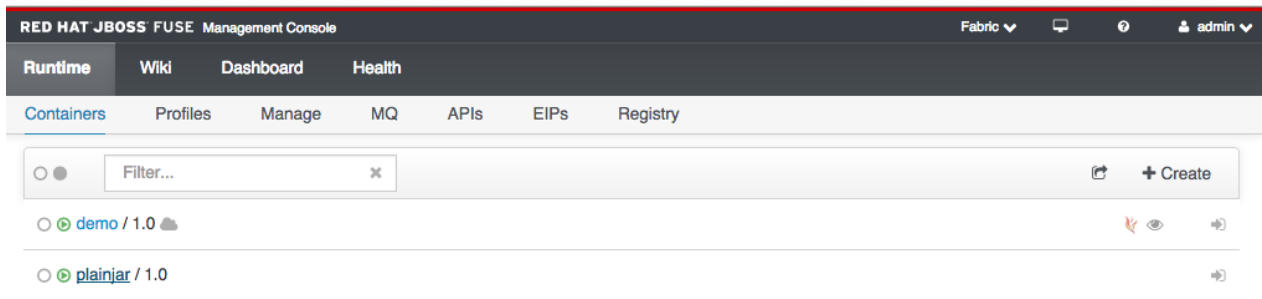 RED HAT JBOSS FUSE Management Console Fabric admin
Runtime Wiki Dashboard Health
Containers Profiles Manage MQ APIs EIPs Registry
Filter... Create
demo / 1.0
plainjar / 1.0